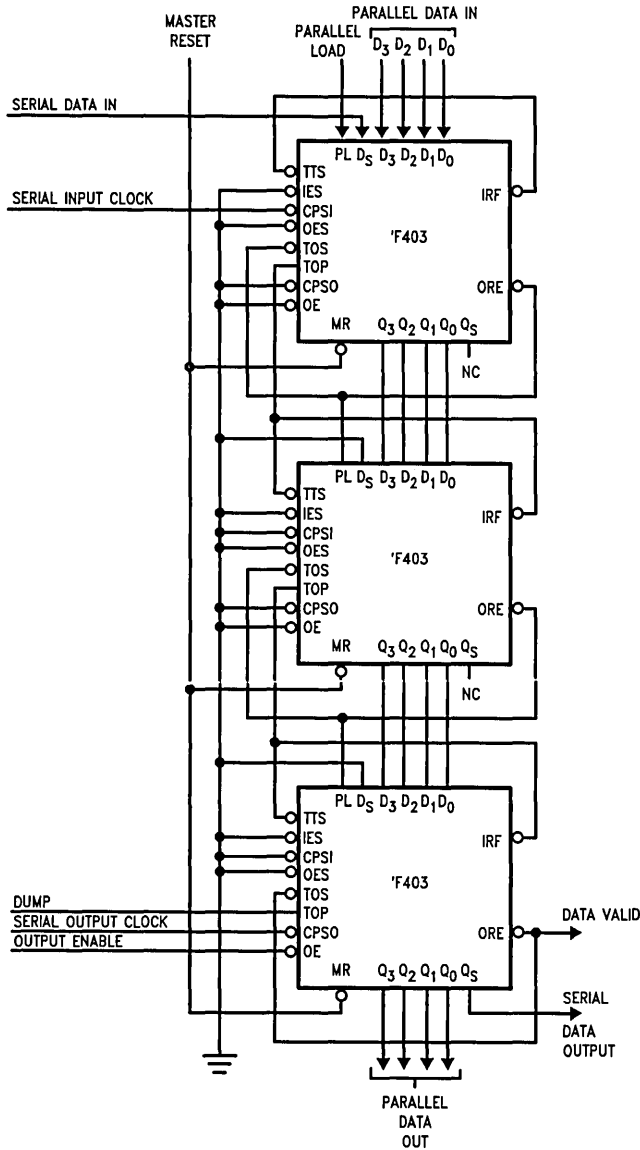 MASTER
RESET
PARALLEL DATA IN
PARALLEL
LOAD
D3 D2 D1 D0
SERIAL DATA IN
PL DS D3 D2 D1 D0
TTS
IES
IRF
SERIAL INPUT CLOCK
CPSI
OES
'F403
TOS
TOP
CPSO
ORE
OE
MR
Q3 Q2 Q1 Q0 QS
NC
PL DS D3 D2 D1 D0
TTS
IES
IRF
CPSI
OES
'F403
TOS
TOP
CPSO
ORE
OE
MR
Q3 Q2 Q1 Q0 QS
NC
PL DS D3 D2 D1 D0
TTS
IES
IRF
CPSI
OES
'F403
TOS
DUMP
TOP
SERIAL OUTPUT CLOCK
CPSO
ORE
DATA VALID
OUTPUT ENABLE
OE
MR
Q3 Q2 Q1 Q0 QS
SERIAL
DATA
OUTPUT
PARALLEL
DATA
OUT